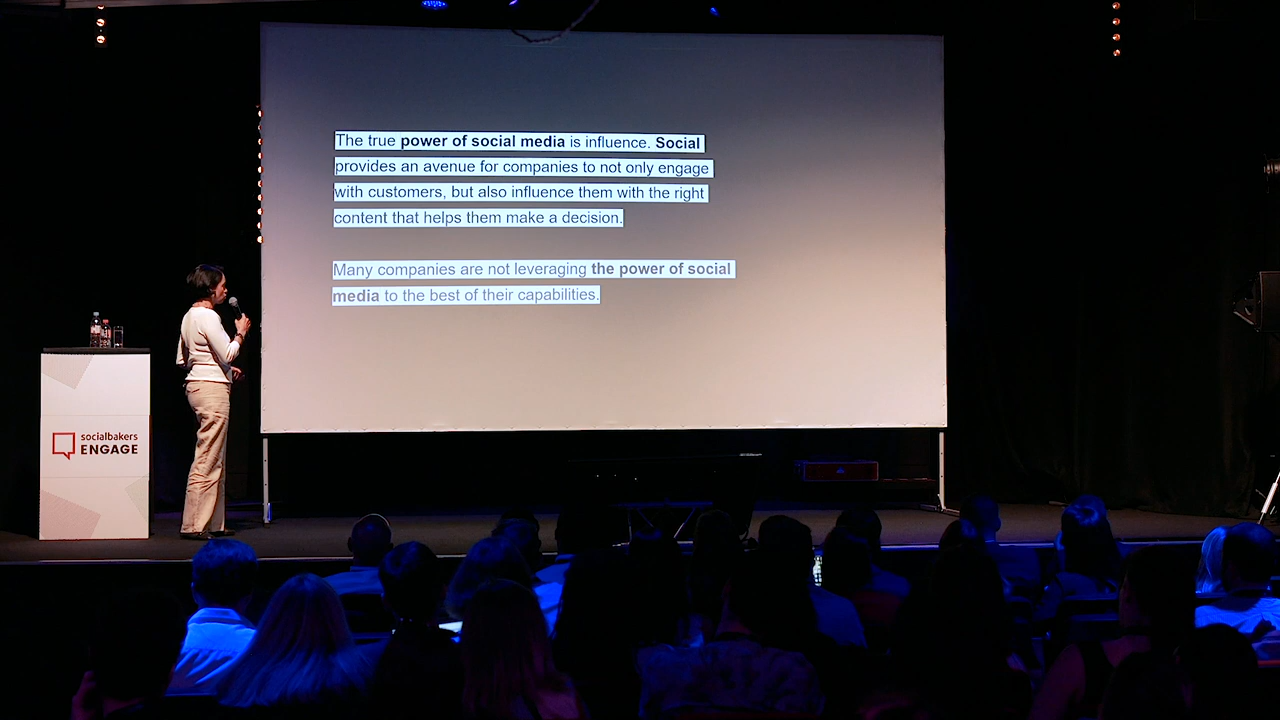 The true power of social media is influence. Social
provides an avenue for companies to not only engage
with customers, but also influence them with the right
content that helps them make a decision.
Many companies are not leveraging the power of social
media to the best of their capabilities.
socialbakers
ENGAGE